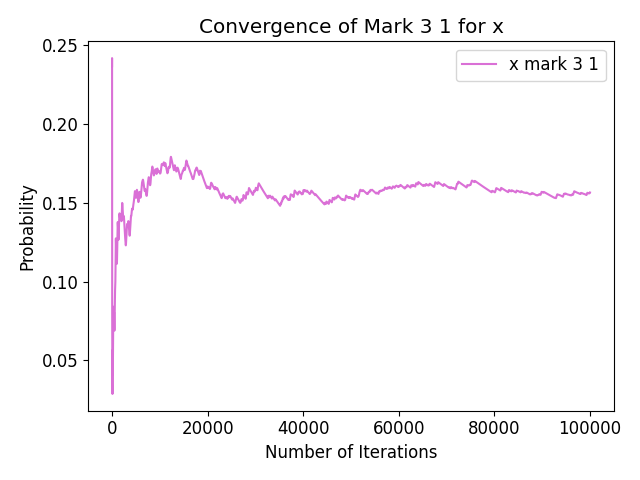 Convergence of Mark 3 1 for x
x mark 3 1
0.25
0.20
0.15
0.10
0.05
Probability
0 20000 40000 60000 80000 100000
Number of Iterations